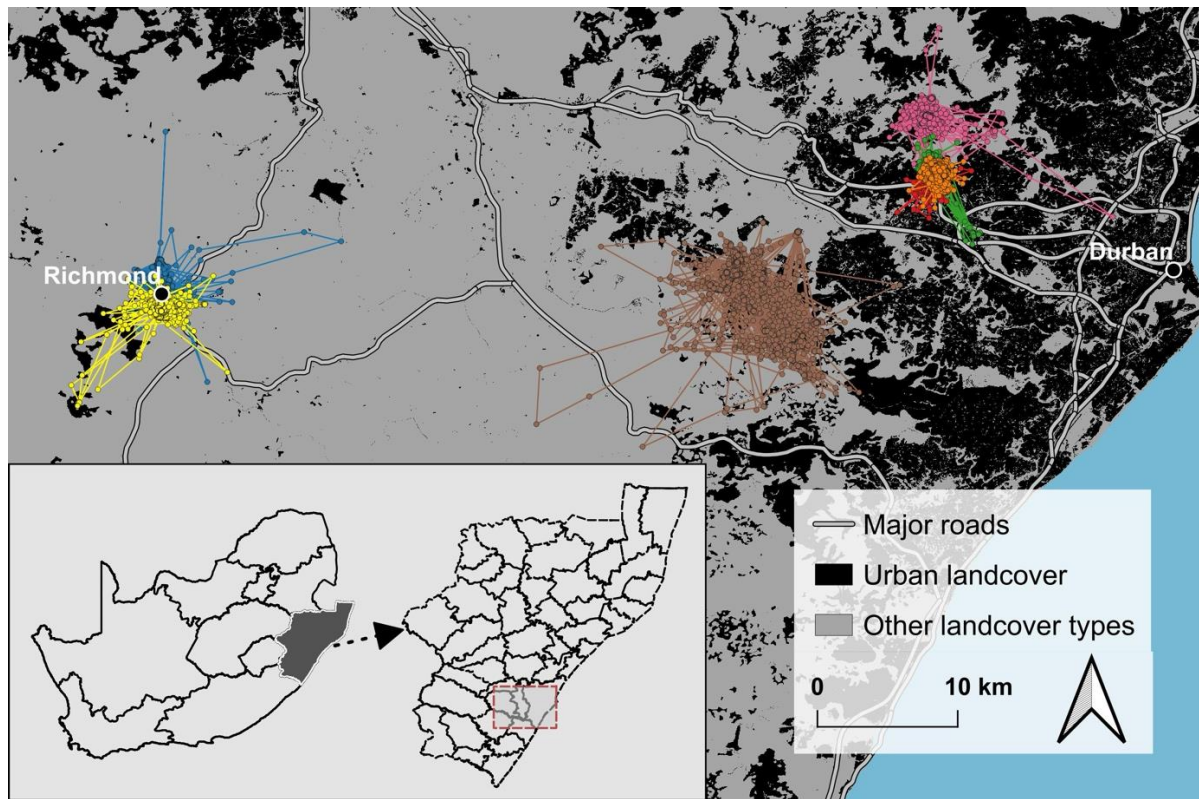 Richmond
Durban
Major roads
Urban landcover
Other landcover types
0
10 km